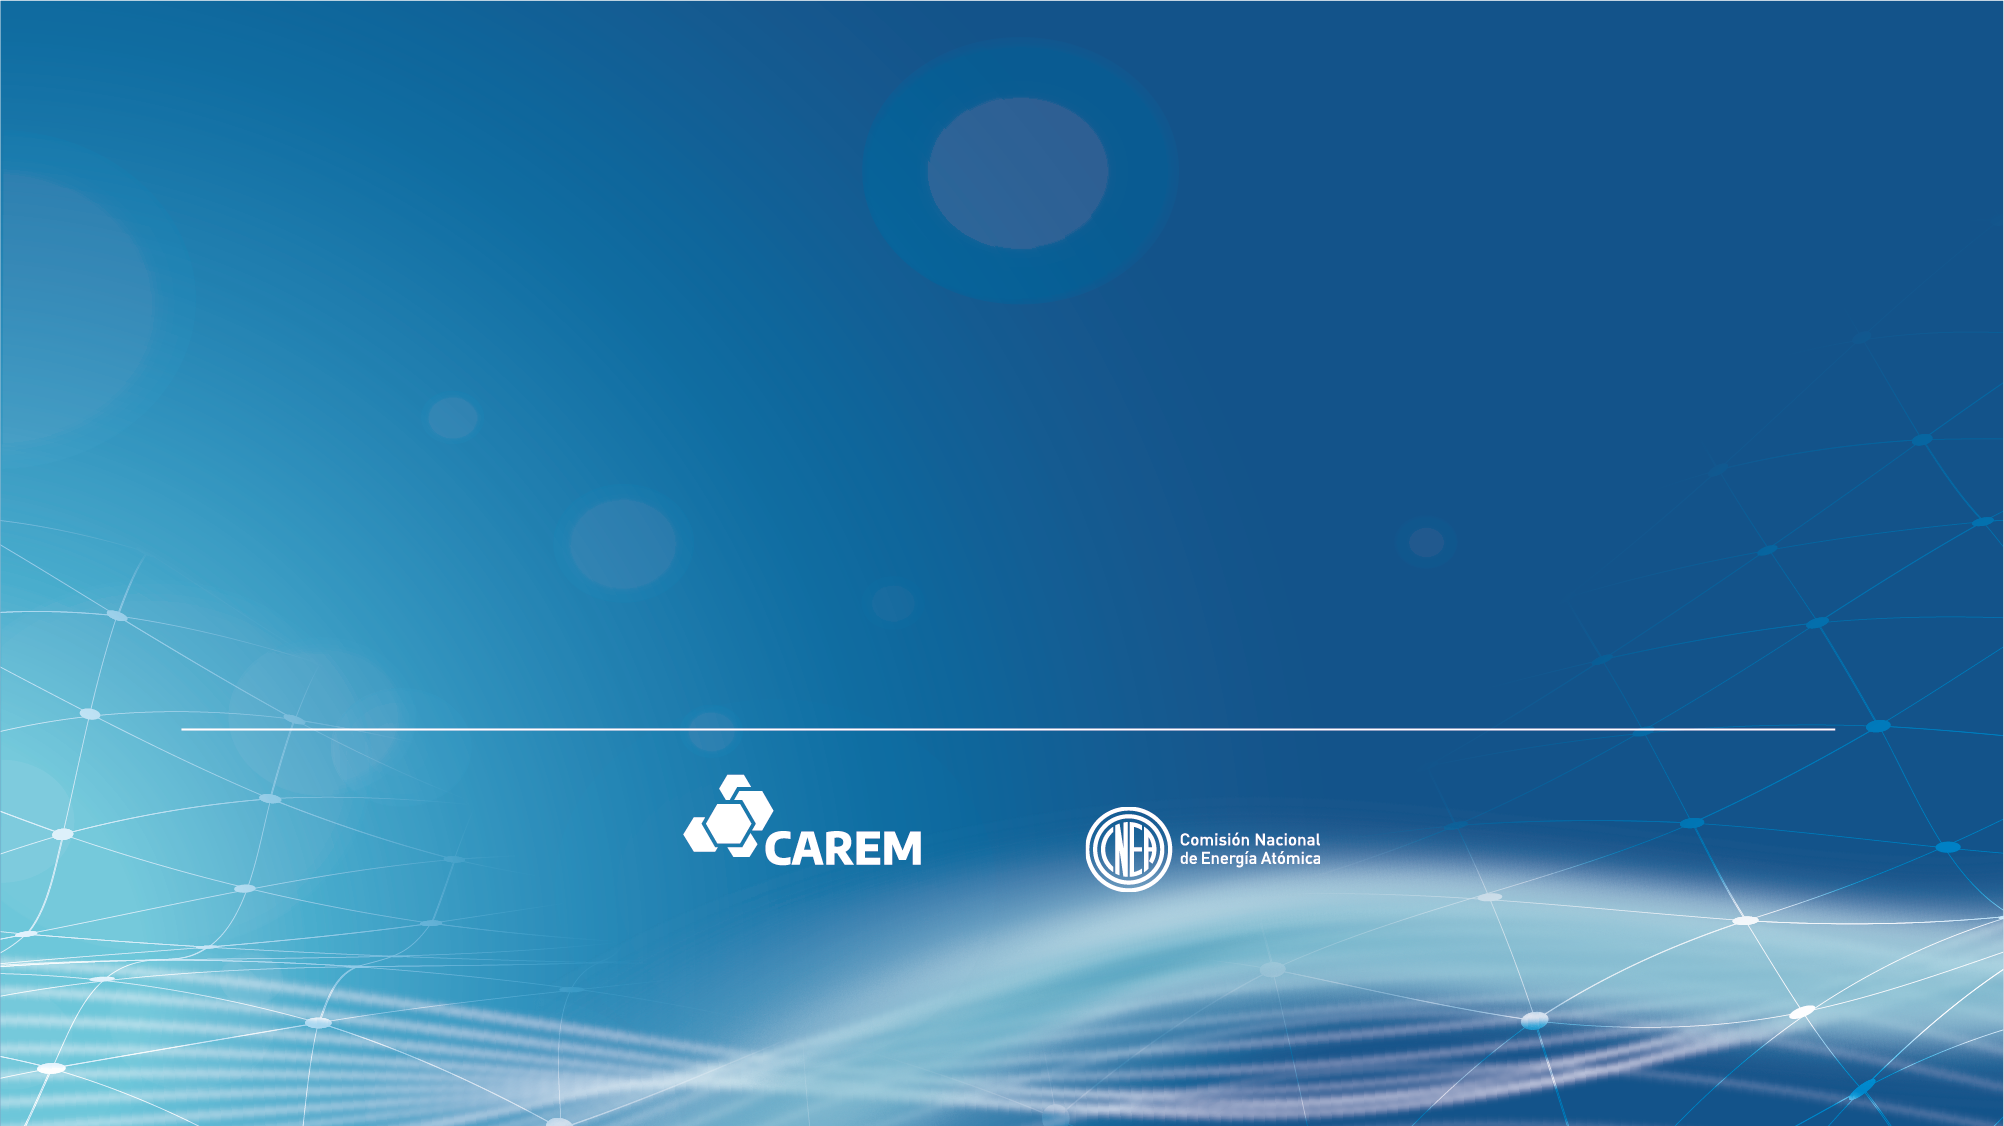 CAREM
CNEA
Comisión Nacional
de Energía Atómica